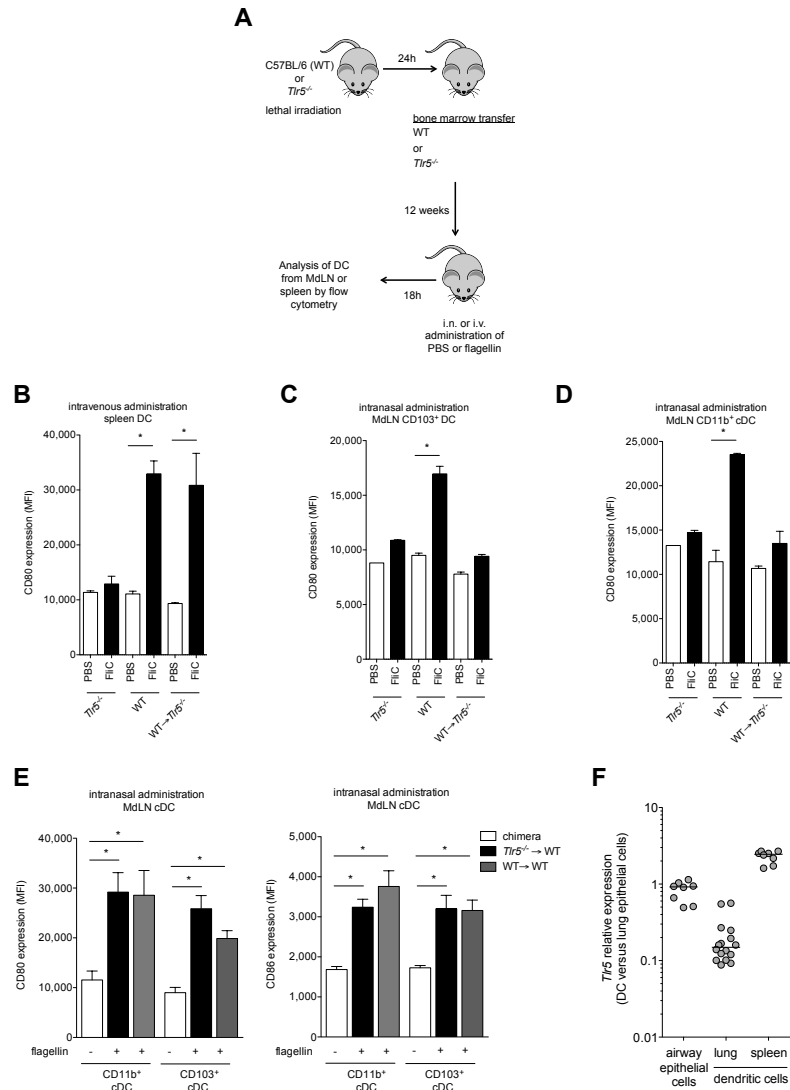 A
C57BL/6 (WT)
or
Tlr5-/-
lethal irradiation
24h
bone marrow transfer
WT
or
Tlr5-/-
12 weeks
Analysis of DC
from MdLN or
spleen by flow
cytometry
18h
i.n. or i.v.
administration of
PBS or flagellin
B
intravenous administration
spleen DC
CD80 expression (MFI)
40,000
30,000
20,000
10,000
0
*
*
PBS
FliC
PBS
FliC
PBS
FliC
Tlr5-/-
WT
WT→Tlr5-/-
C
intranasal administration
MdLN CD103+ DC
CD80 expression (MFI)
20,000
15,000
10,000
5,000
0
*
PBS
FliC
PBS
FliC
PBS
FliC
Tlr5-/-
WT
WT→Tlr5-/-
D
intranasal administration
MdLN CD11b+ cDC
CD80 expression (MFI)
25,000
20,000
15,000
10,000
5,000
0
*
PBS
FliC
PBS
RiC
PBS
FliC
Tlr5-/-
WT
WT→Tlr5-/-
E
intranasal administration
MdLN cDC
CD80 expression (MFI)
40,000
30,000
20,000
10,000
0
*
*
*
*
flagellin
- + + - + +
CD11b+
cDC
CD103+
cDC
intranasal administration
MdLN cDC
CD86 expression (MFI)
5,000
4,000
3,000
2,000
1,000
0
*
*
*
*
- + + - + +
CD11b+
cDC
CD103+
cDC
chimera
Tlr5-/- → WT
WT→ WT
F
Tlr5 relative expression
(DC versus lung epithelial cells)
10
1
0.1
0.01
airway
epithelial
cells
lung
spleen
dendritic cells